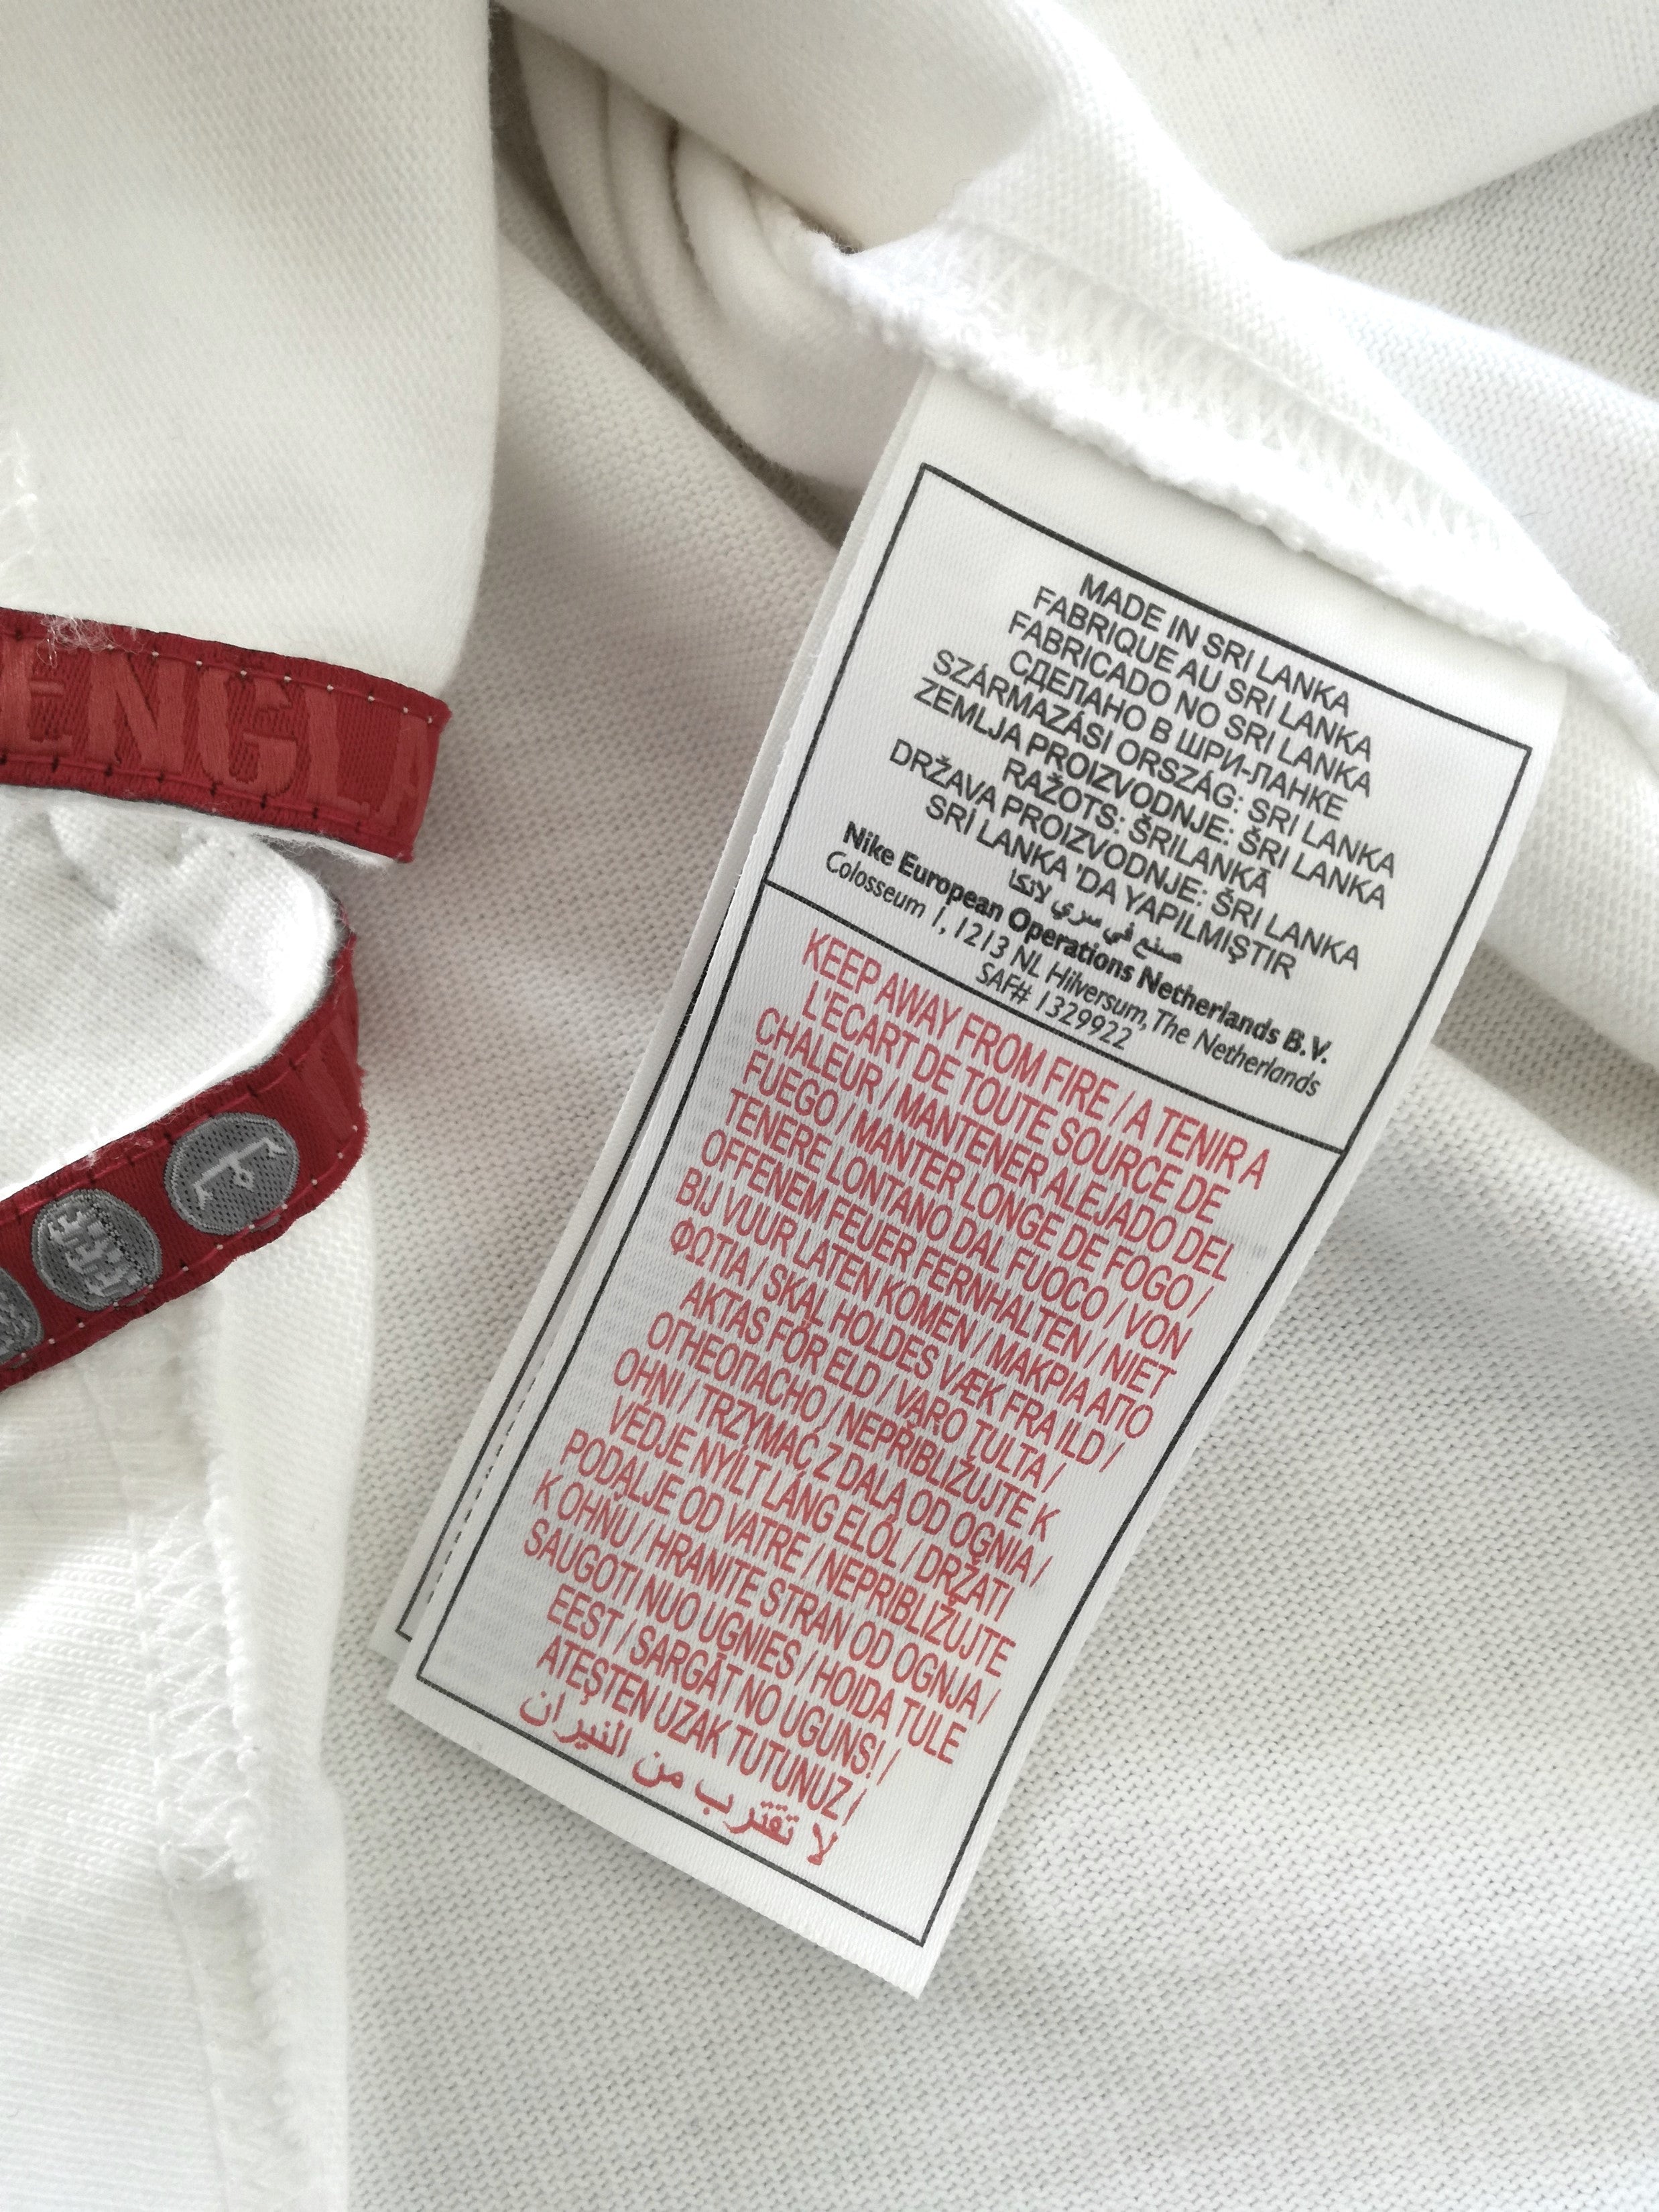 ENGLA
MADE IN SRI LANKA
FABRIQUE AU SRI LANKA
FABRICADO NO SRI LANKA
СДЕЛАНО В ШРИ-ЛАНКЕ
SZÁRMAZÁSI ORSZÁG: SRI LANKA
ZEMLJA PROIZVODNJE: ŠRI LANKA
RAŽOTS: ŠRILANKĀ
DRŽAVA PROIZVODNJE: ŠRI LANKA
SRİ LANKA 'DA YAPILMIŞTIR
صنع في سري لانكا
Nike European Operations Netherlands B.V.
Colosseum 1, 1213 NL Hilversum, The Netherlands
SAF# 1329922
KEEP AWAY FROM FIRE / A TENIR A
L'ECART DE TOUTE SOURCE DE
CHALEUR / MANTENER ALEJADO DEL
FUEGO / MANTER LONGE DE FOGO /
TENERE LONTANO DAL FUOCO / VON
OFFENEM FEUER FERNHALTEN / NIET
BIJ VUUR LATEN KOMEN / ΜΑΚΡΙΑ ΑΠΟ
ΦΩΤΙΑ / SKAL HOLDES VÆK FRA ILD /
AKTAS FÖR ELD / VARO TULTA /
ОГНЕОПАСНО / NEPŘIBLIŽUJTE K
OHNI / TRZYMAĆ Z DALA OD OGNIA /
VÉDJE NYÍLT LÁNG ELŐL / DRŽATI
PODALJE OD VATRE / NEPRIBLIŽUJTE
K OHŇU / HRANITE STRAN OD OGNJA /
SAUGOTI NUO UGNIES / HOIDA TULE
EEST / SARGĀT NO UGUNS! /
ATEŞTEN UZAK TUTUNUZ /
لا تقترب من النيران